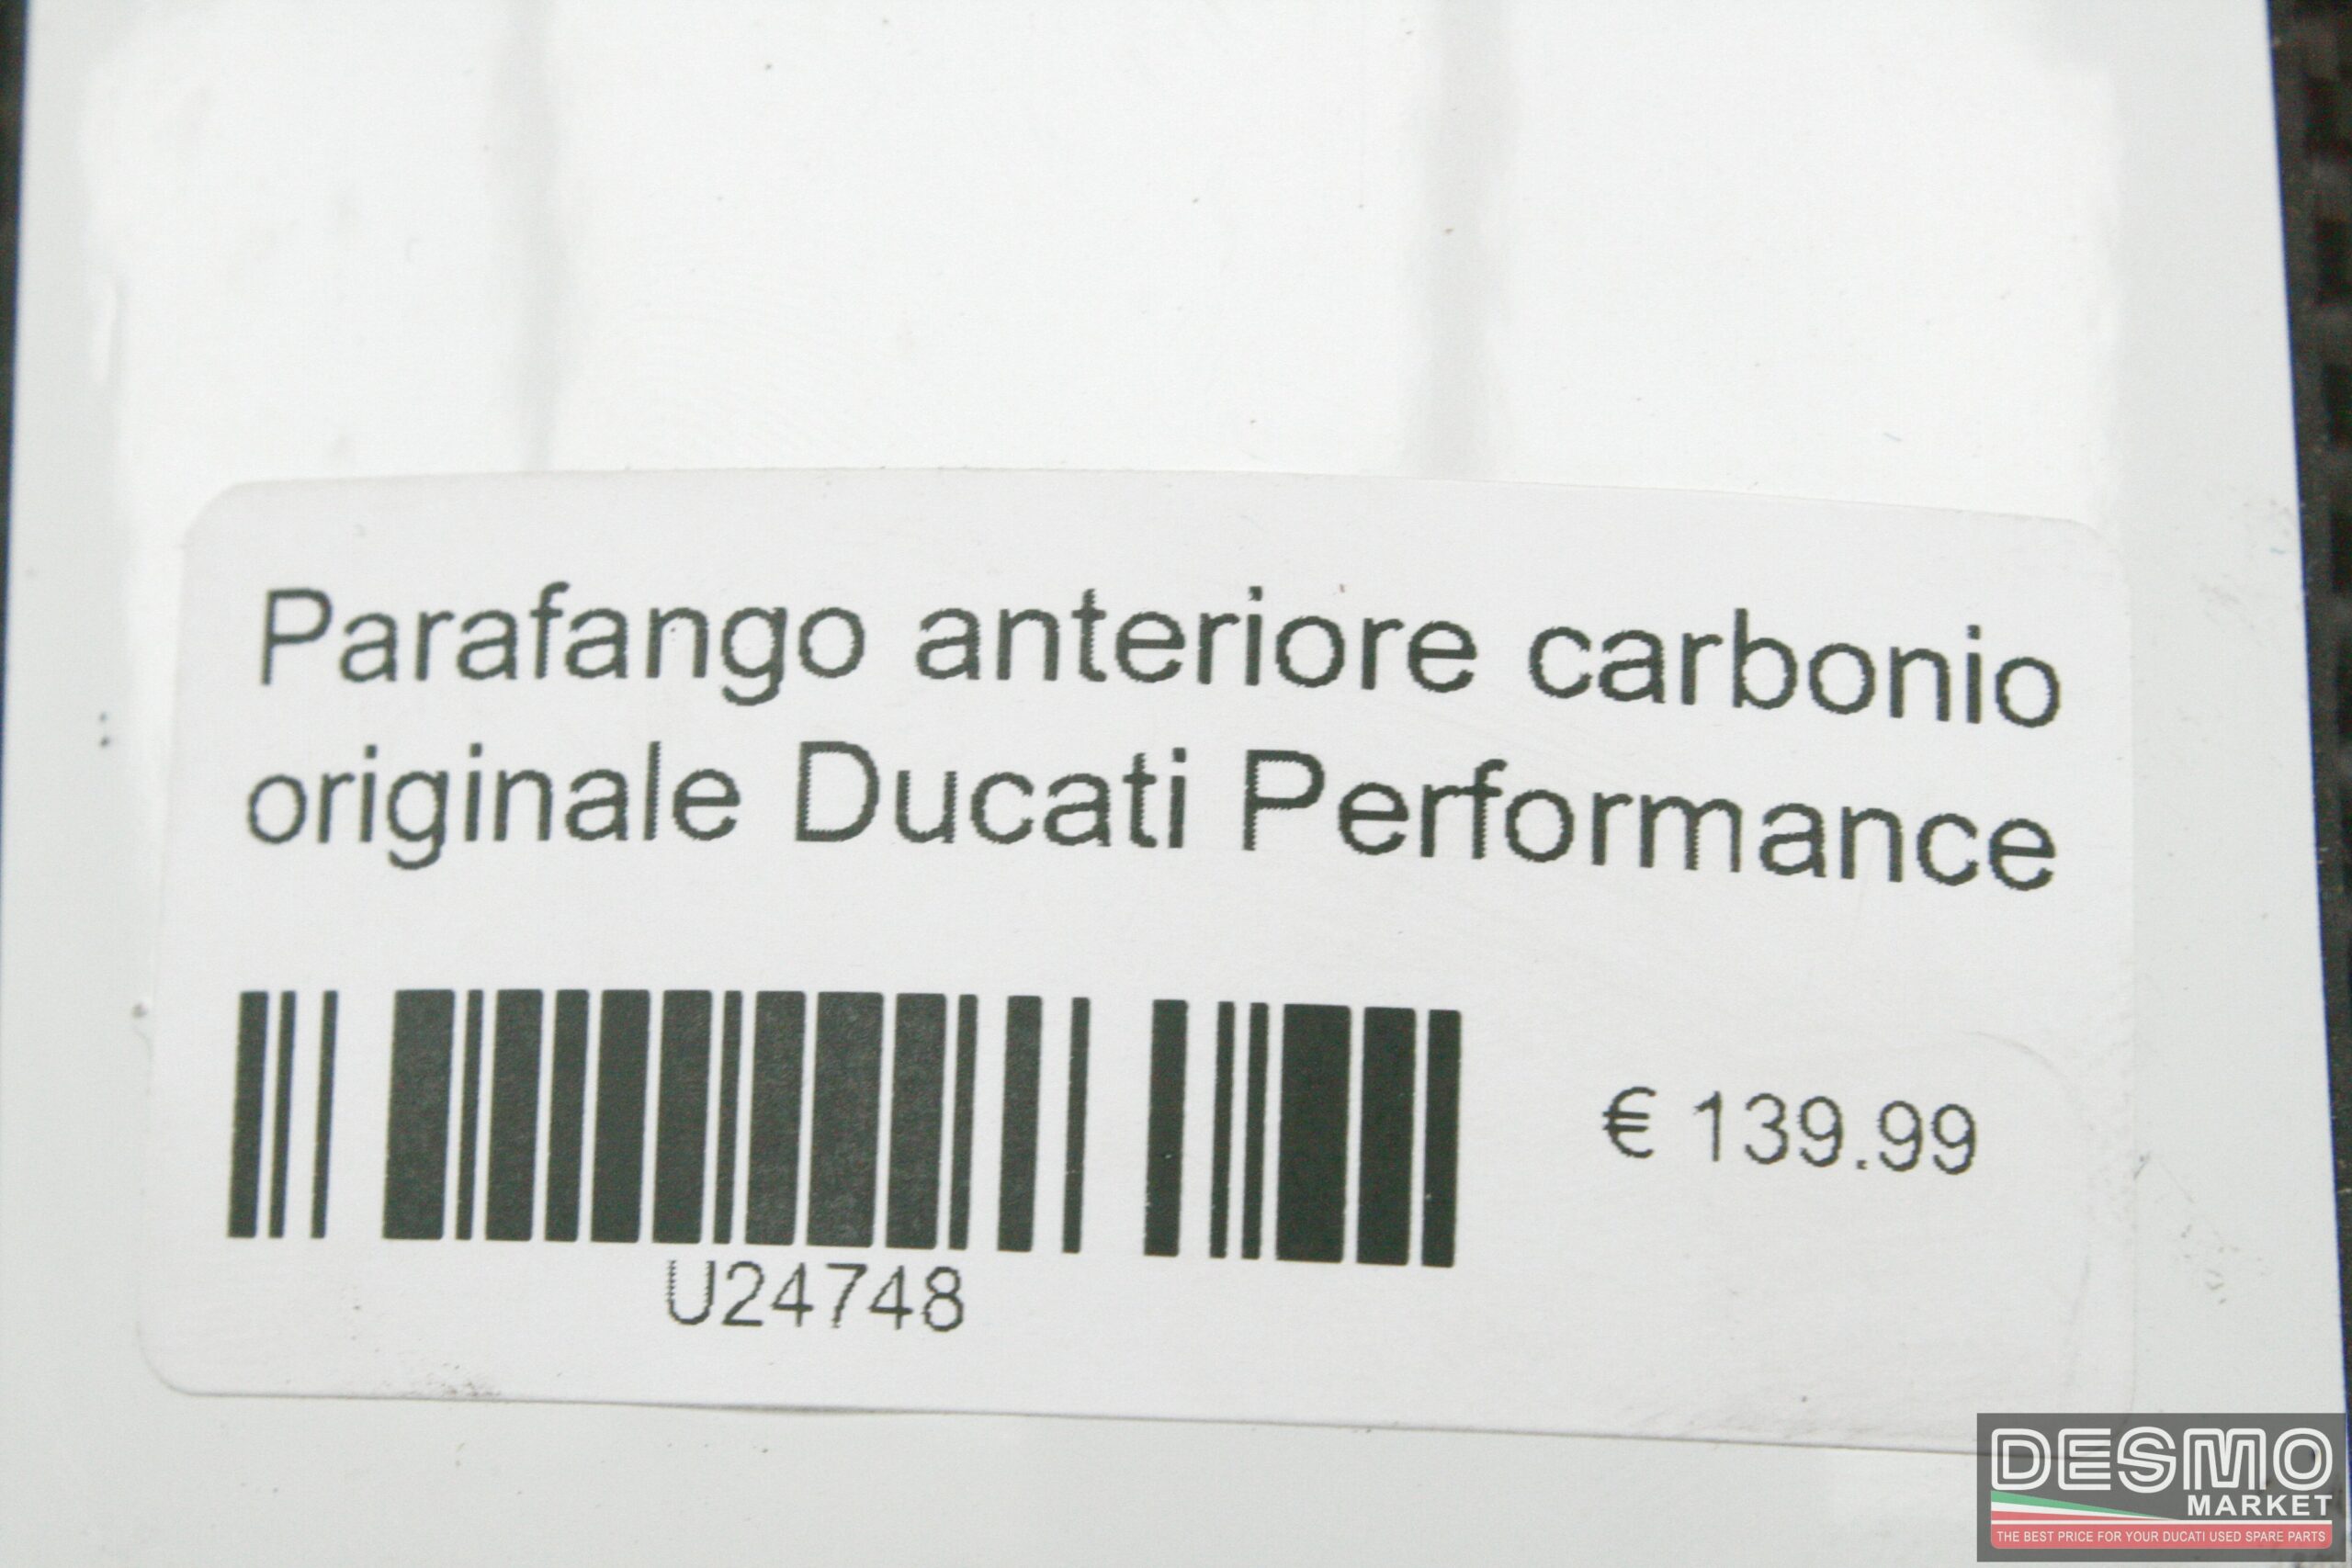 Parafango anteriore carbonio
originale Ducati Performance
€ 139.99
U24748
DESMO
MARKET
THE BEST PRICE FOR YOUR DUCATI USED SPARE PARTS